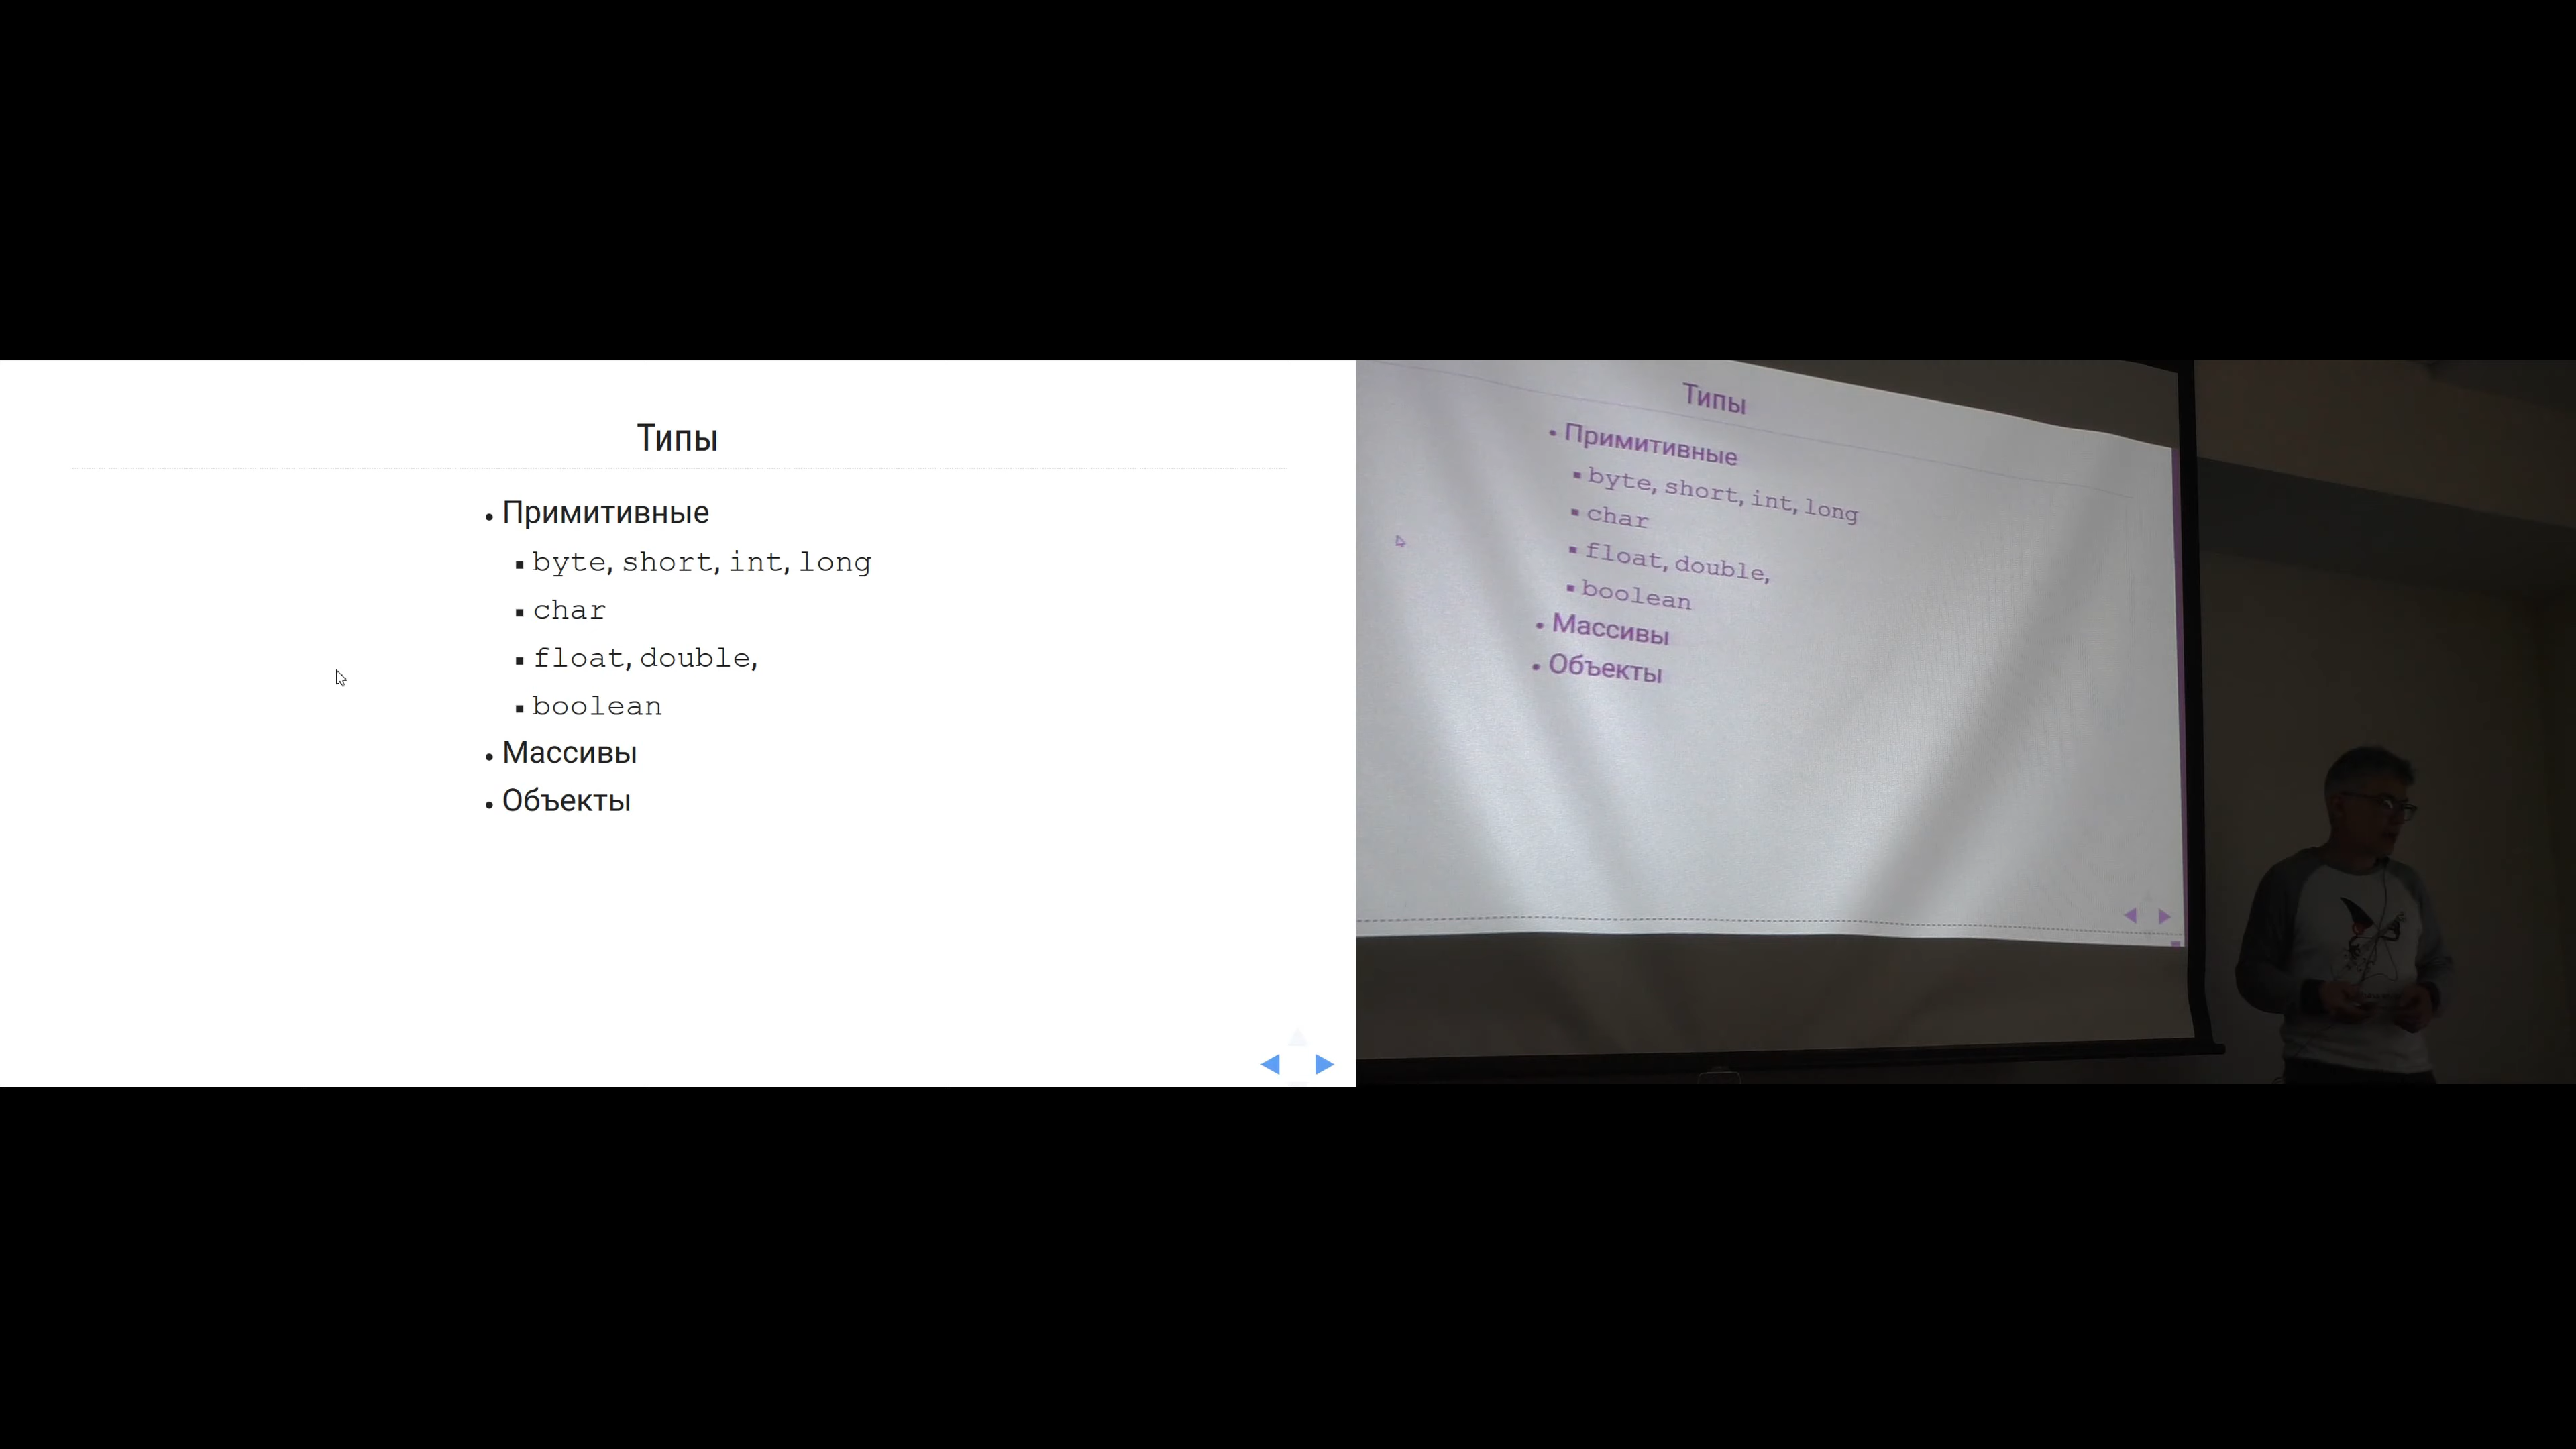 Типы
• Примитивные
▪ byte, short, int, long
▪ char
▪ float, double,
▪ boolean
• Массивы
• Объекты
Типы
• Примитивные
▪ byte, short, int, long
▪ char
▪ float, double,
▪ boolean
• Массивы
• Объекты